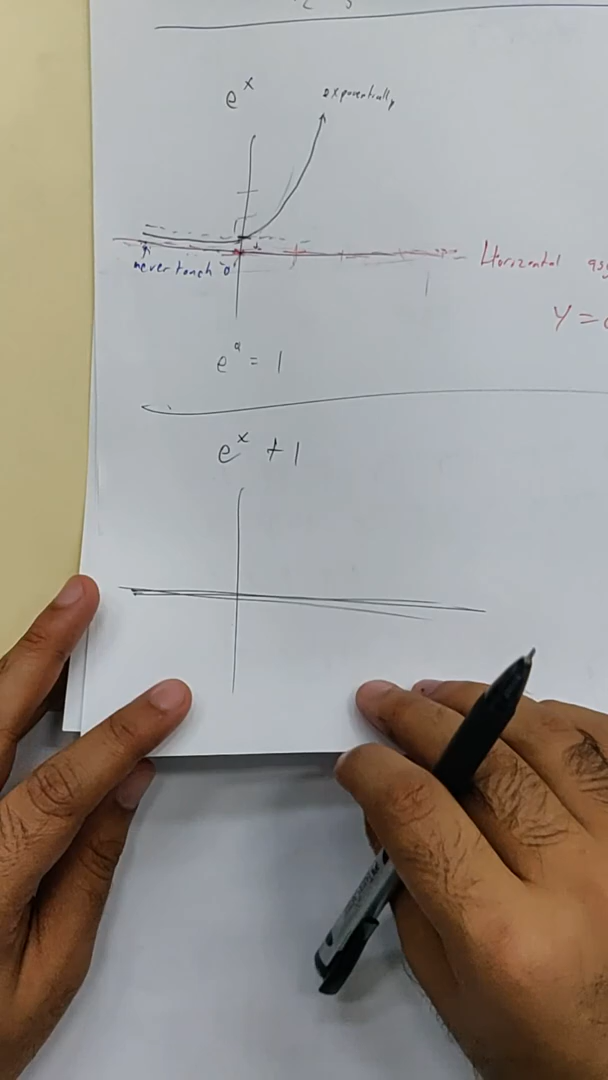 e^x
exponentially
never touch "0"
Horizontal
y =
e^0 = 1
e^x + 1